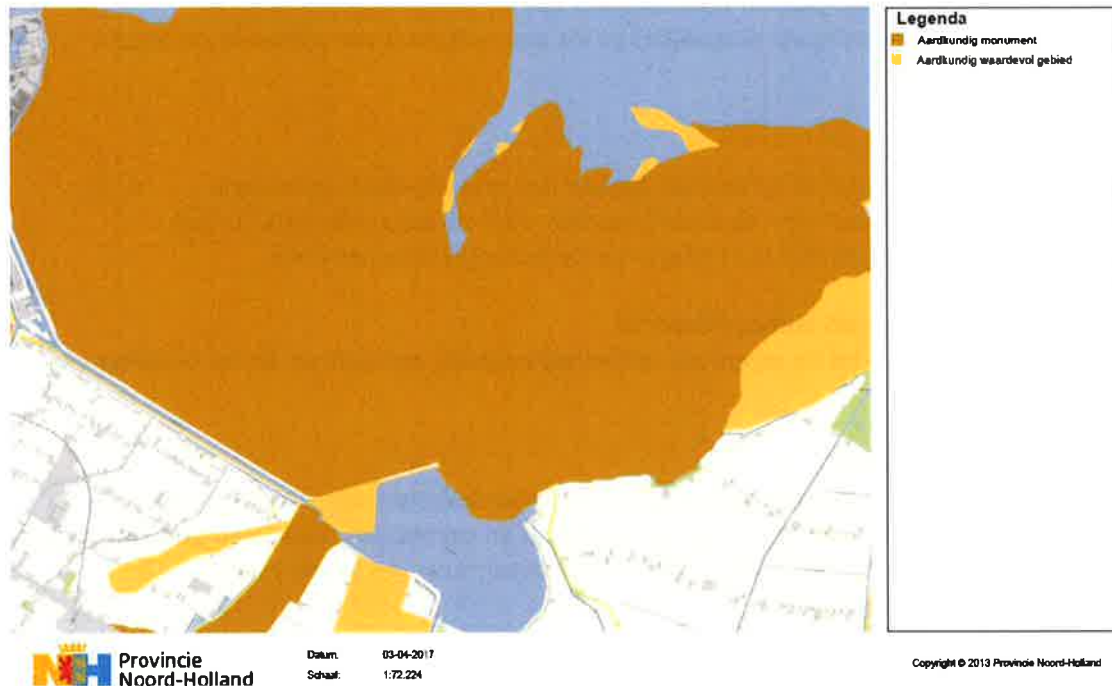 Legenda
Aardkundig monument
Aardkundig waardevol gebied
NH
Provincie
Noord-Holland
Datum: 03-04-2017
Schaal: 1:72.224
Copyright © 2013 Provincie Noord-Holland